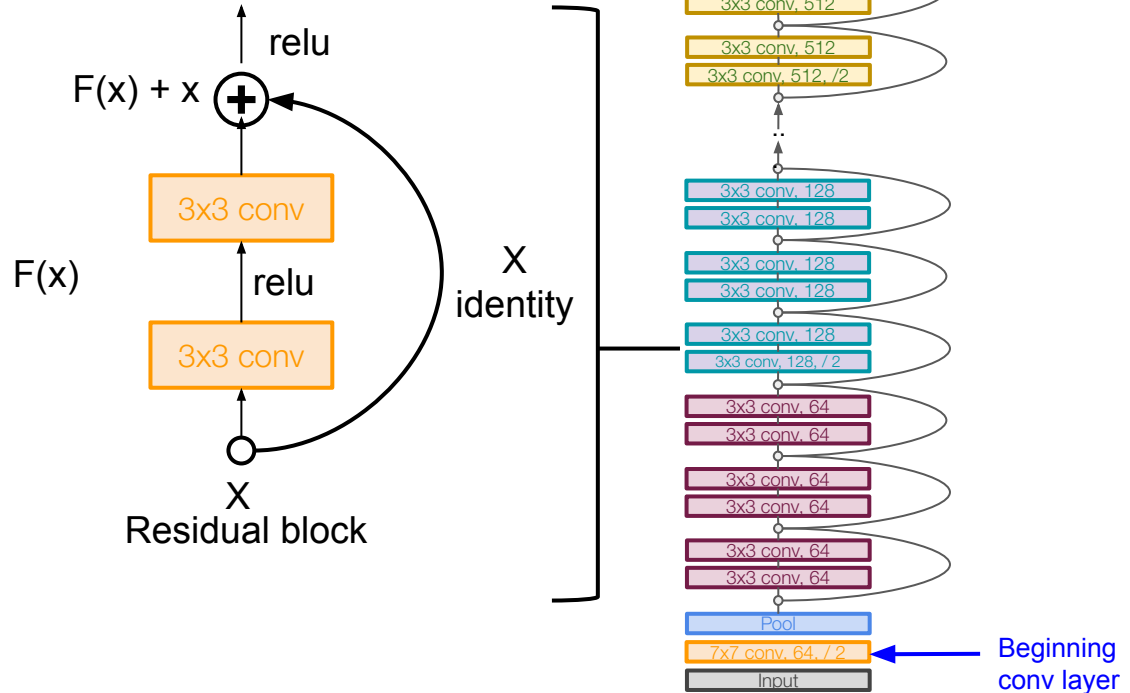 relu
F(x) + x
3x3 conv
F(x)
relu
X
identity
3x3 conv
X
Residual block
3x3 conv, 512
3x3 conv, 512
3x3 conv, 512, /2
..
3x3 conv, 128
3x3 conv, 128
3x3 conv, 128
3x3 conv, 128
3x3 conv, 128
3x3 conv, 128, / 2
3x3 conv, 64
3x3 conv, 64
3x3 conv, 64
3x3 conv, 64
3x3 conv, 64
3x3 conv, 64
Pool
7x7 conv, 64, / 2
Input
Beginning
conv layer